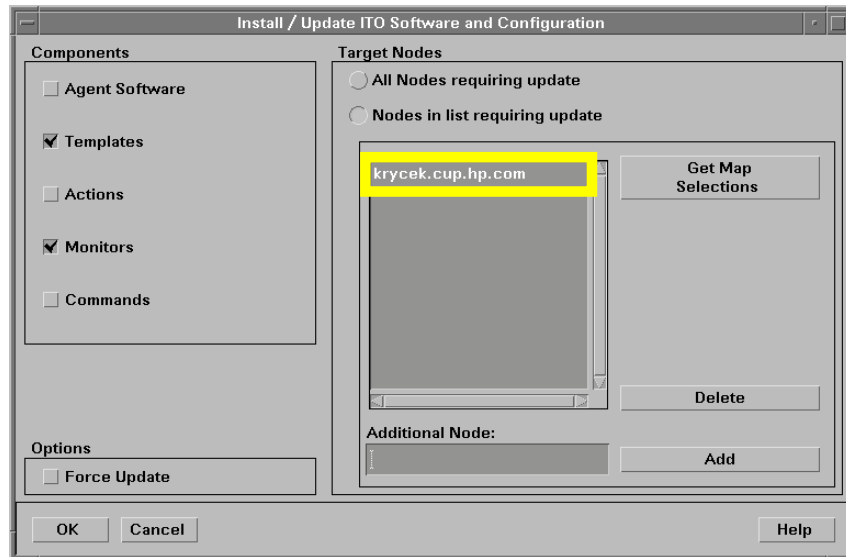 Install / Update ITO Software and Configuration
Components
Agent Software
Templates
Actions
Monitors
Commands
Options
Force Update
Target Nodes
All Nodes requiring update
Nodes in list requiring update
krycek.cup.hp.com
Get Map
Selections
Delete
Additional Node:
Add
OK
Cancel
Help